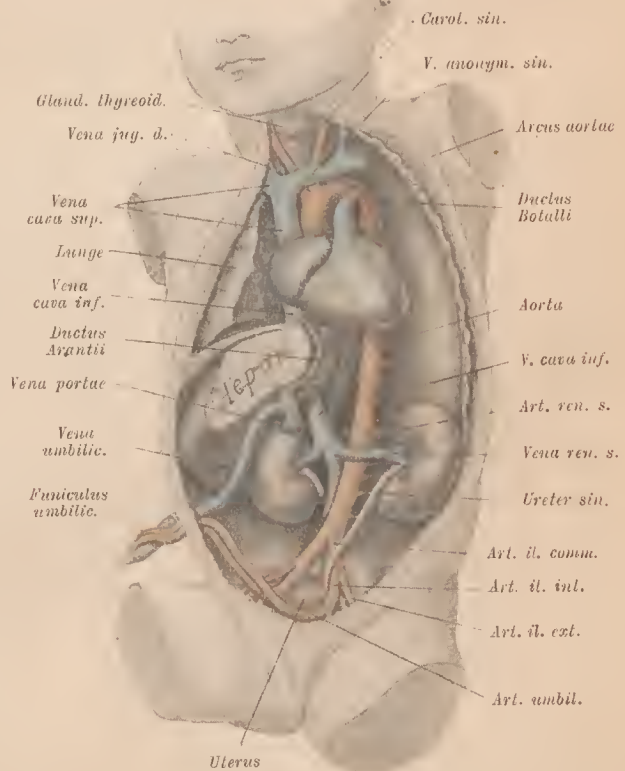 Carol. sin.
V. anonym. sin.
Gland. thyreoid.
Vena jug. d.
Arcus aortae
Vena
cava sup.
Ductus
Botalli
Lunge
Vena
cava inf.
Aorta
Ductus
Arantii
V. cava inf.
Vena portae
Hepar
Art. ren. s.
Vena
umbilic.
Vena ren. s.
Funiculus
umbilic.
Ureter sin.
Art. il. comm.
Art. il. int.
Art. il. ext.
Art. umbil.
Uterus